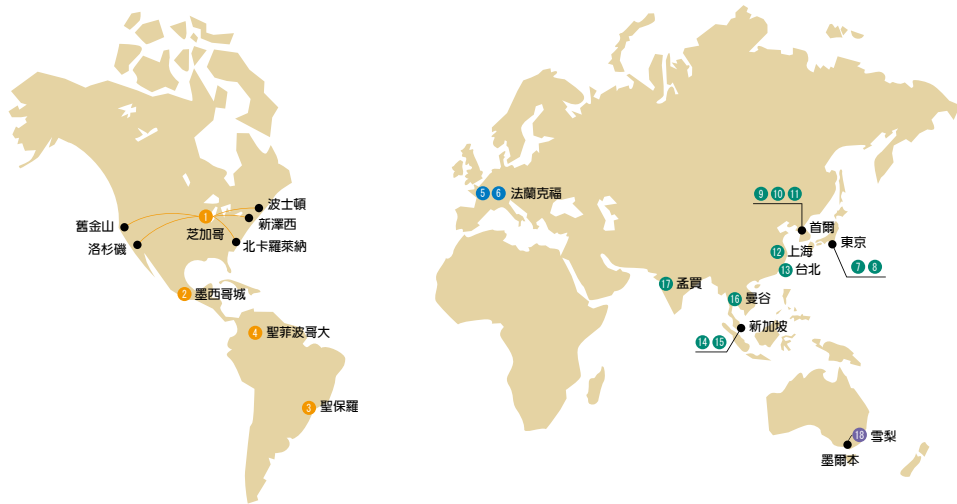 波士頓
新澤西
舊金山
1
芝加哥
北卡羅萊納
洛杉磯
2 墨西哥城
4 聖菲波哥大
3 聖保羅
5 6 法蘭克福
9 10 11
首爾
東京
12 上海
13 台北
7 8
17 孟買
16 曼谷
新加坡
14 15
18 雪梨
墨爾本